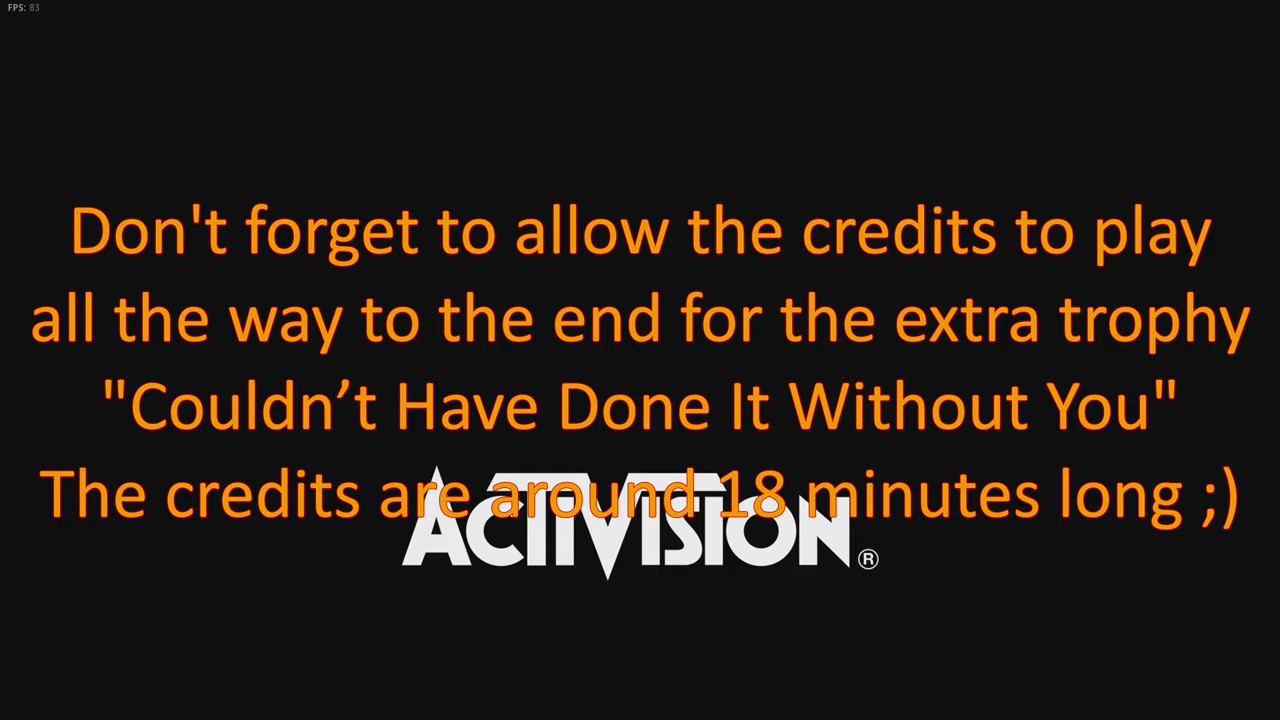 FPS: 83
Don't forget to allow the credits to play
all the way to the end for the extra trophy
"Couldn’t Have Done It Without You"
The credits are around 18 minutes long ;)
ACTIVISION®